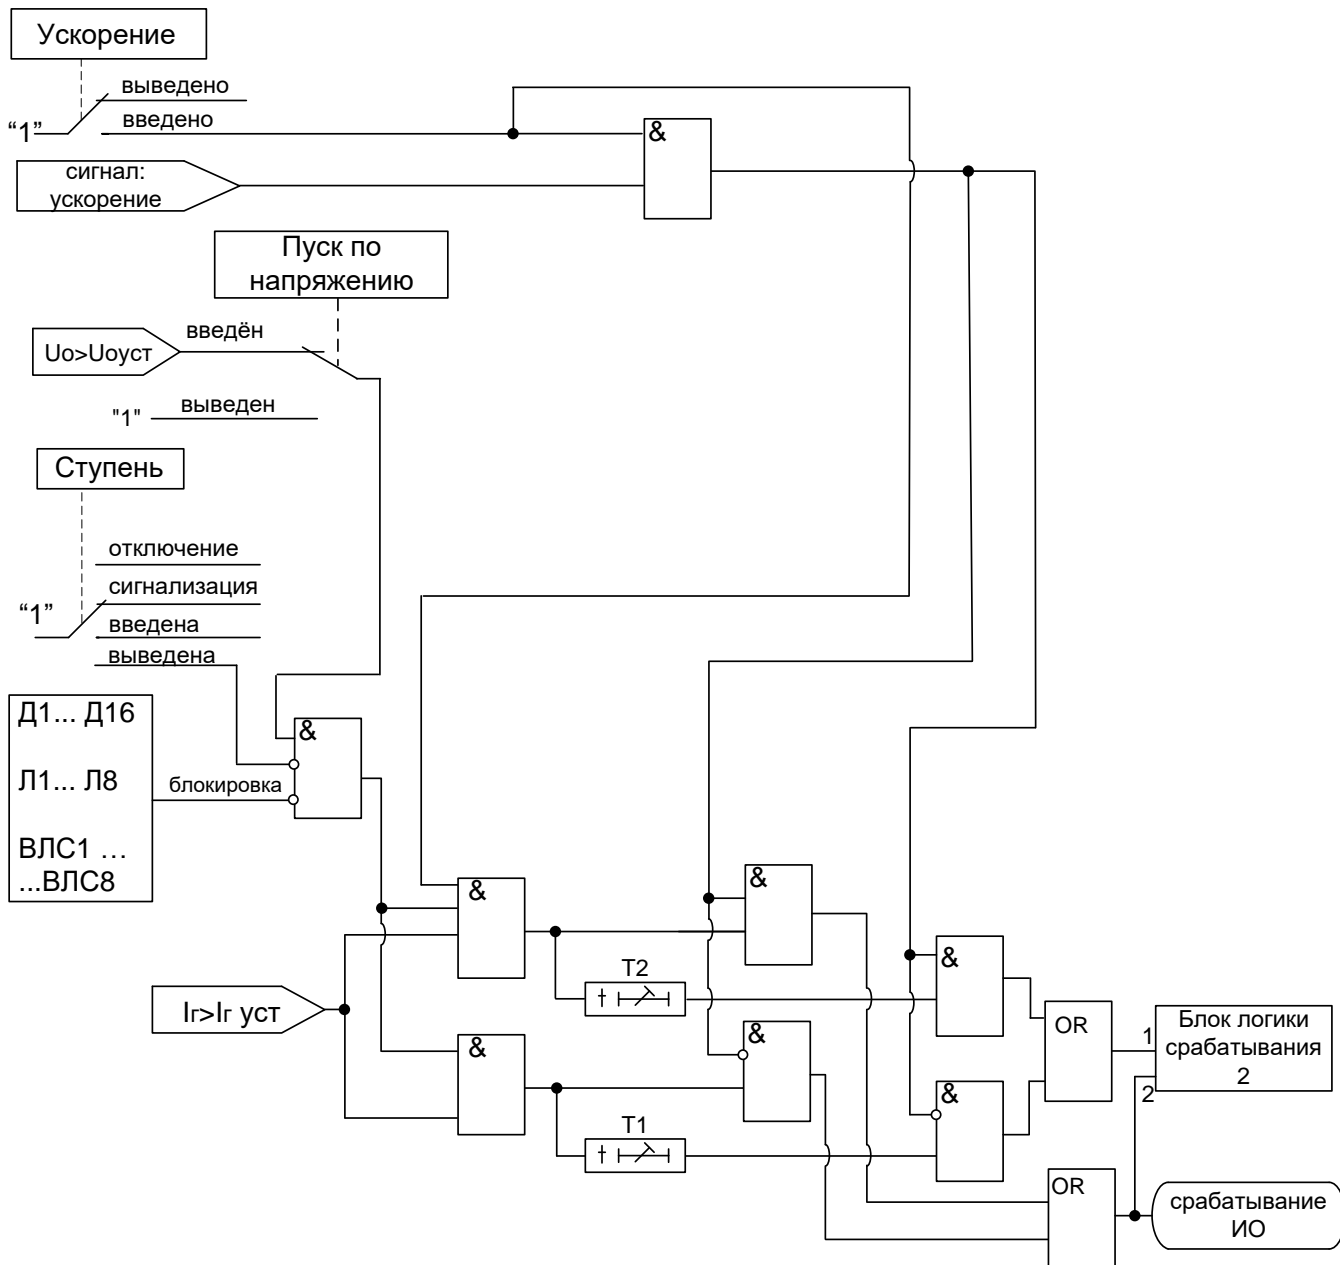 Ускорение
выведено
"1"
введено
&
сигнал:
ускорение
Пуск по
напряжению
введён
Uo>Uoуст
"1"
выведен
Ступень
отключение
сигнализация
"1"
введена
выведена
Д1... Д16
&
Л1... Л8
блокировка
ВЛС1 ...
...ВЛС8
&
&
&
T2
Iг>Iг уст
OR
Блок логики
срабатывания
2
1
&
&
2
&
T1
OR
срабатывание
ИО